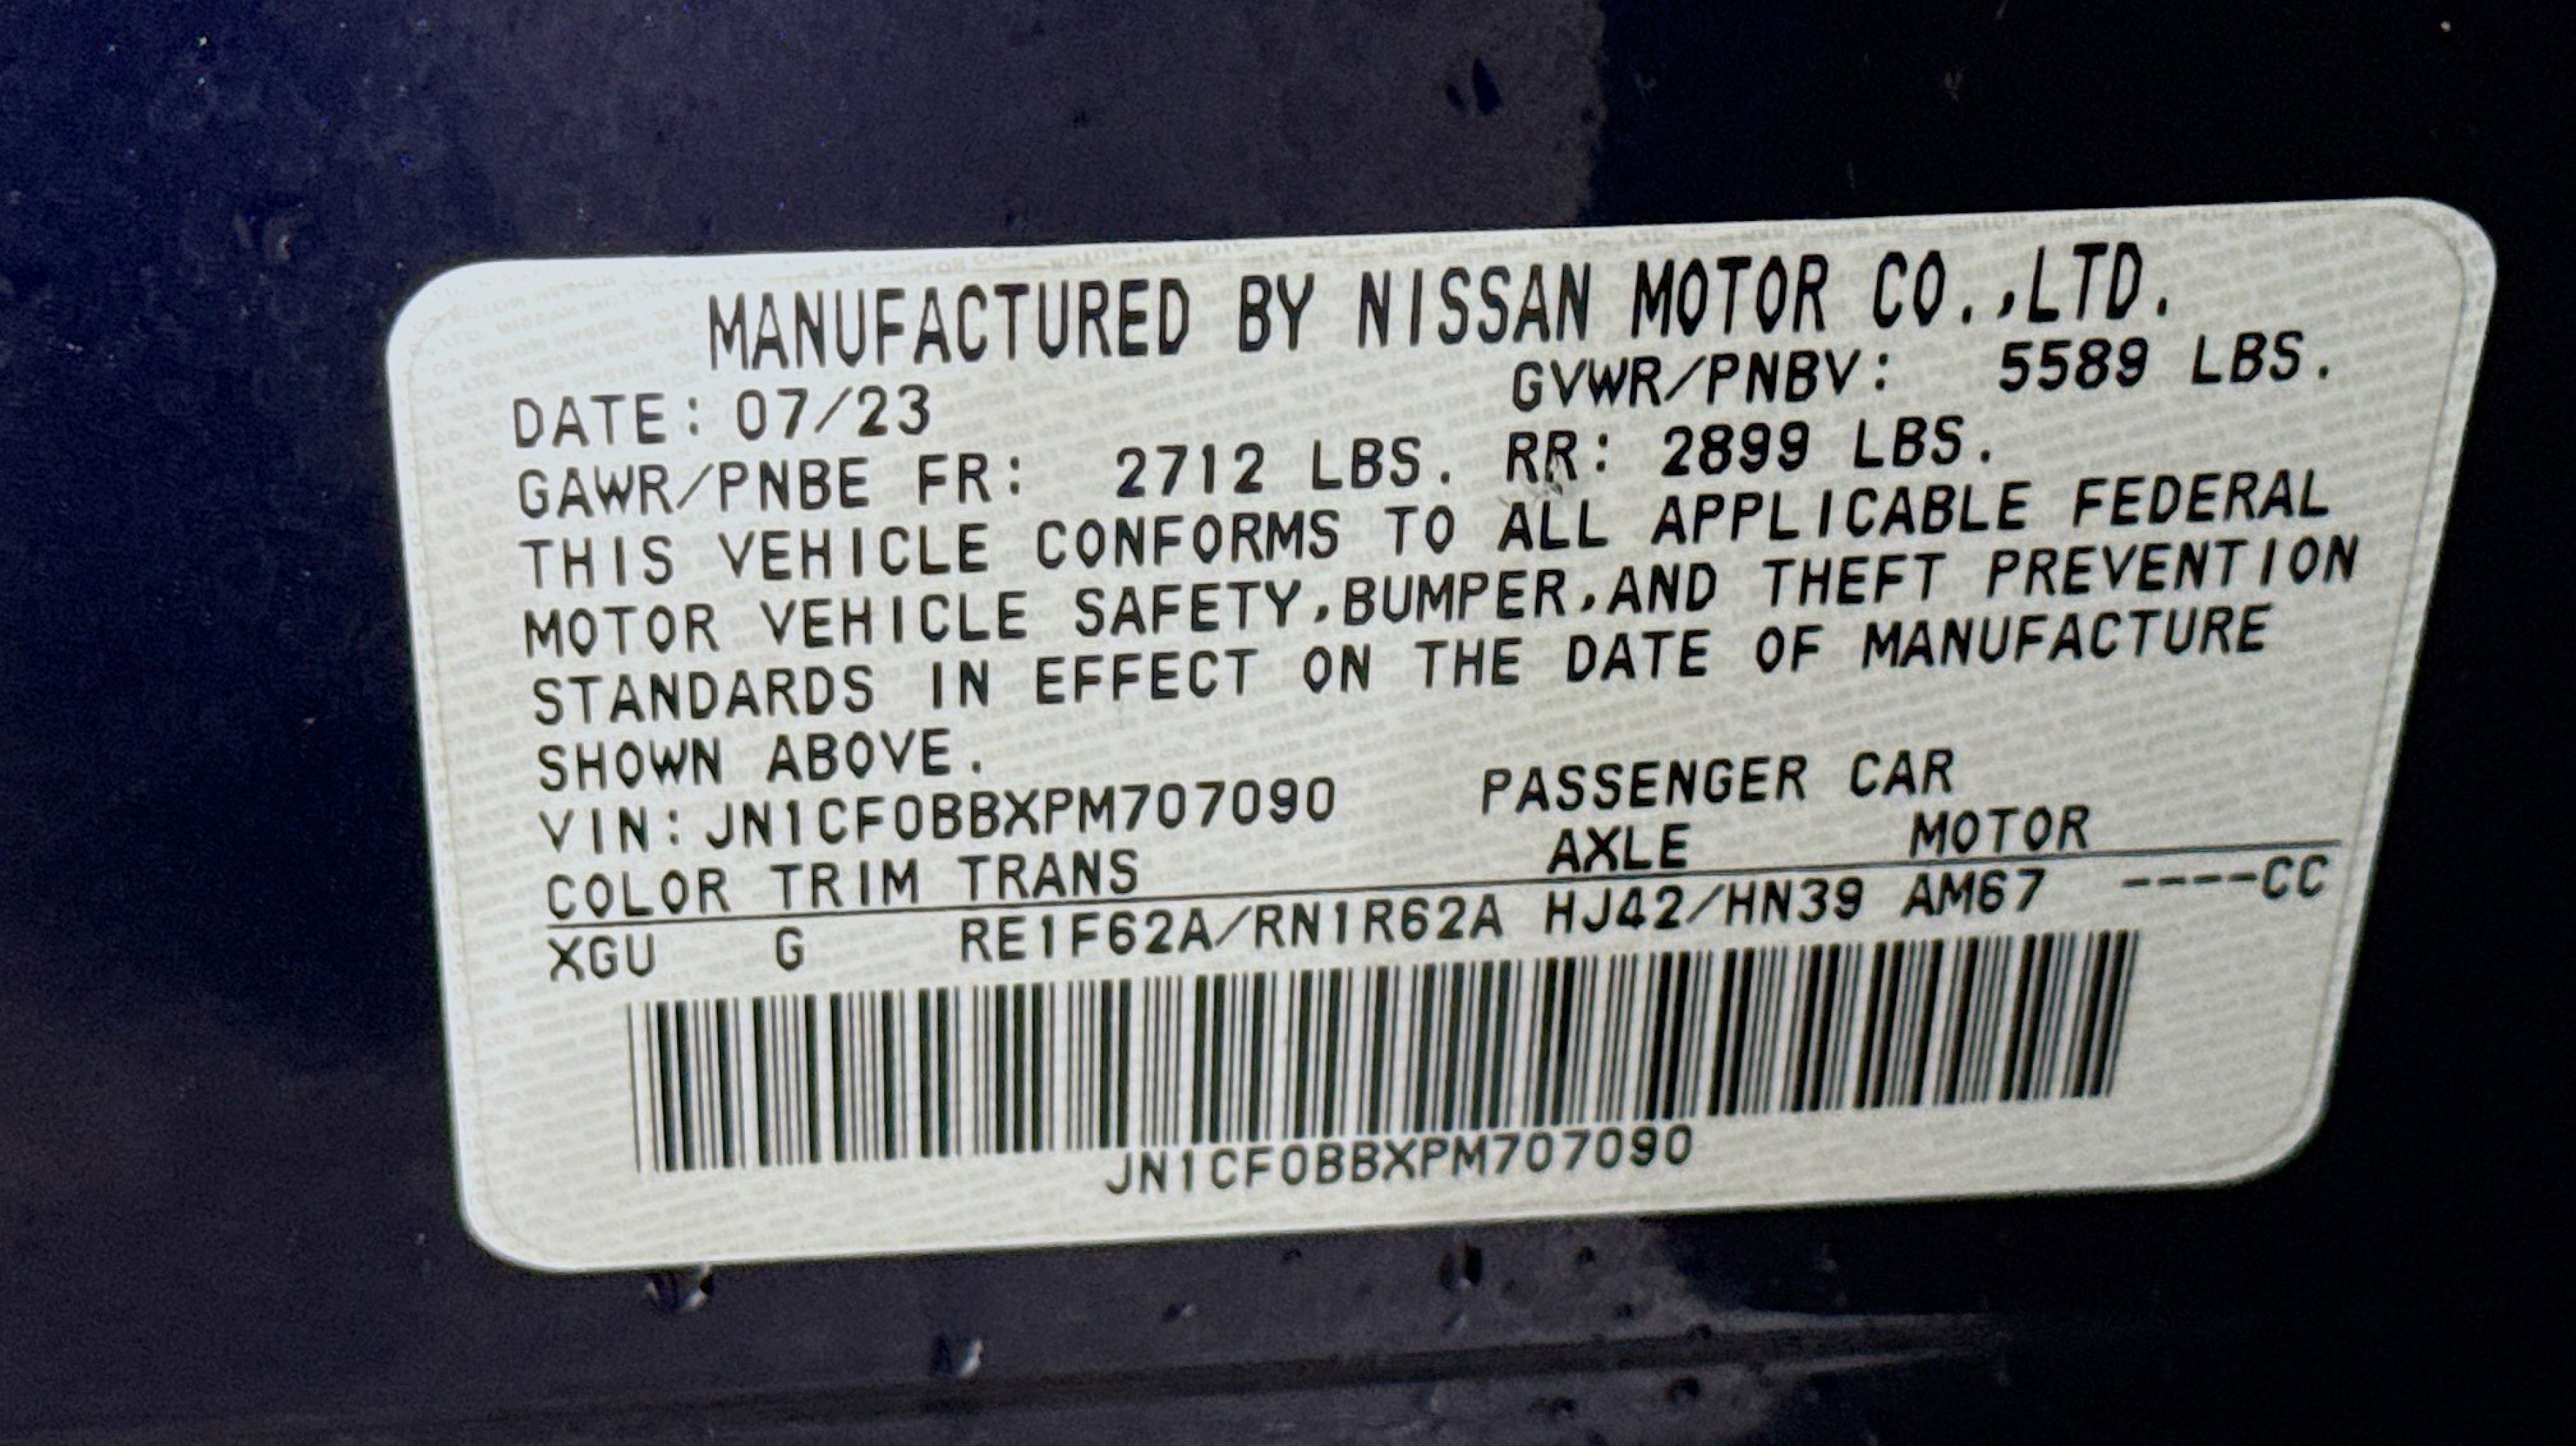 MANUFACTURED BY NISSAN MOTOR CO.,LTD.
DATE: 07/23 GVWR/PNBV: 5589 LBS.
GAWR/PNBE FR: 2712 LBS. RR: 2899 LBS.
THIS VEHICLE CONFORMS TO ALL APPLICABLE FEDERAL
MOTOR VEHICLE SAFETY,BUMPER,AND THEFT PREVENTION
STANDARDS IN EFFECT ON THE DATE OF MANUFACTURE
SHOWN ABOVE.
VIN:JN1CF0BBXPM707090 PASSENGER CAR
COLOR TRIM TRANS AXLE MOTOR
XGU G RE1F62A/RN1R62A HJ42/HN39 AM67 ----CC
JN1CF0BBXPM707090